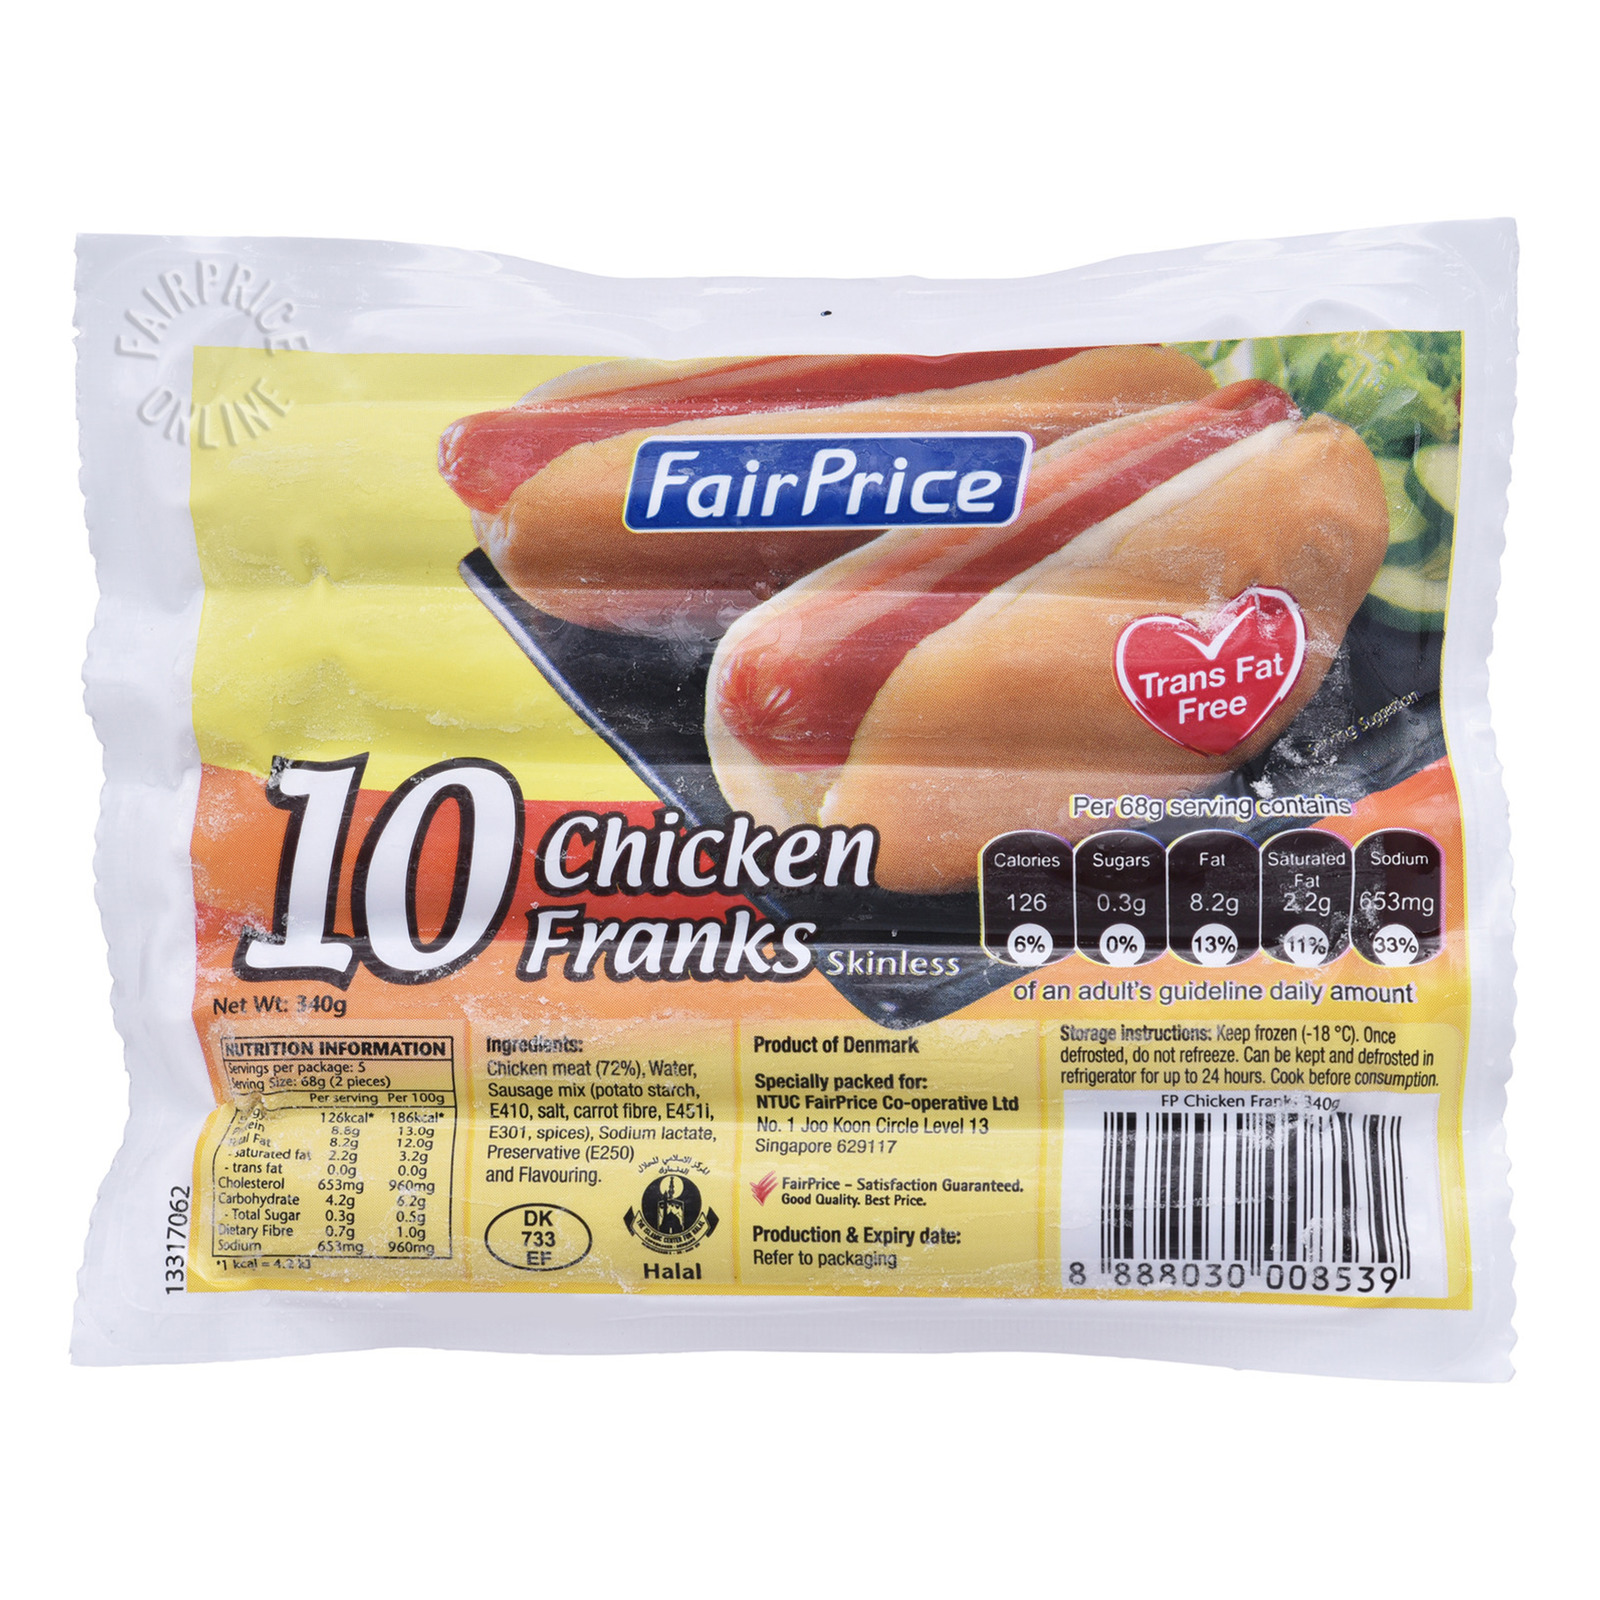 FAIRPRICE
ONLINE
FairPrice
Trans Fat
Free
Serving Suggestion
10 Chicken
Franks Skinless
Net Wt: 340g
Per 68g serving contains
Calories Sugars Fat Saturated Fat Sodium
126 0.3g 8.2g 2.2g 653mg
6% 0% 13% 11% 33%
of an adult's guideline daily amount
NUTRITION INFORMATION
Servings per package: 5
Serving Size: 68g (2 pieces)
Per serving Per 100g
126kcal* 186kcal*
8.8g 13.0g
Fat 8.2g 12.0g
- saturated fat 2.2g 3.2g
- trans fat 0.0g 0.0g
Cholesterol 653mg 960mg
Carbohydrate 4.2g 6.2g
- Total Sugar 0.3g 0.5g
Dietary Fibre 0.7g 1.0g
Sodium 653mg 960mg
*1 kcal = 4.2 kJ
13317062
Ingredients:
Chicken meat (72%), Water,
Sausage mix (potato starch,
E410, salt, carrot fibre, E451i,
E301, spices), Sodium lactate,
Preservative (E250)
and Flavouring.
DK
733
EF
المركز الاسلامي للحلال
الدنمارك
THE ISLAMIC CENTER FOR HALAL
Halal
Product of Denmark
Specially packed for:
NTUC FairPrice Co-operative Ltd
No. 1 Joo Koon Circle Level 13
Singapore 629117
FairPrice – Satisfaction Guaranteed.
Good Quality. Best Price.
Production & Expiry date:
Refer to packaging
Storage Instructions: Keep frozen (-18 °C). Once
defrosted, do not refreeze. Can be kept and defrosted in
refrigerator for up to 24 hours. Cook before consumption.
FP Chicken Franks 340g
8 888030 008539